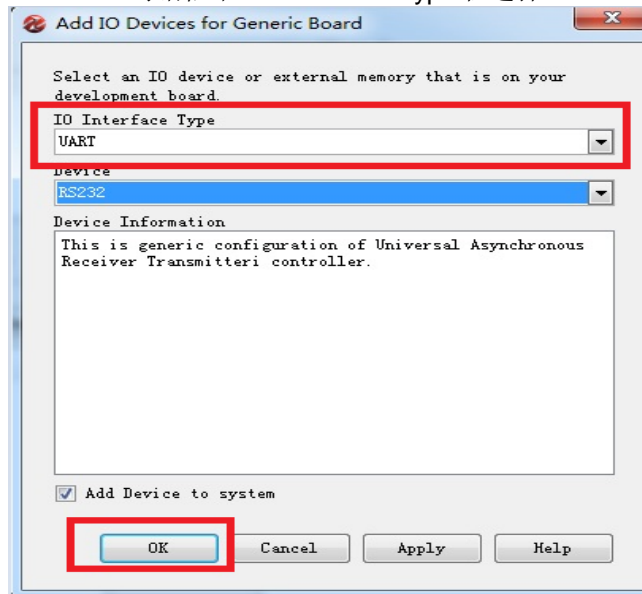 Add IO Devices for Generic Board
Select an IO device or external memory that is on your
development board.
IO Interface Type
UART
Device
RS232
Device Information
This is generic configuration of Universal Asynchronous
Receiver Transmitteri controller.
Add Device to system
OK Cancel Apply Help